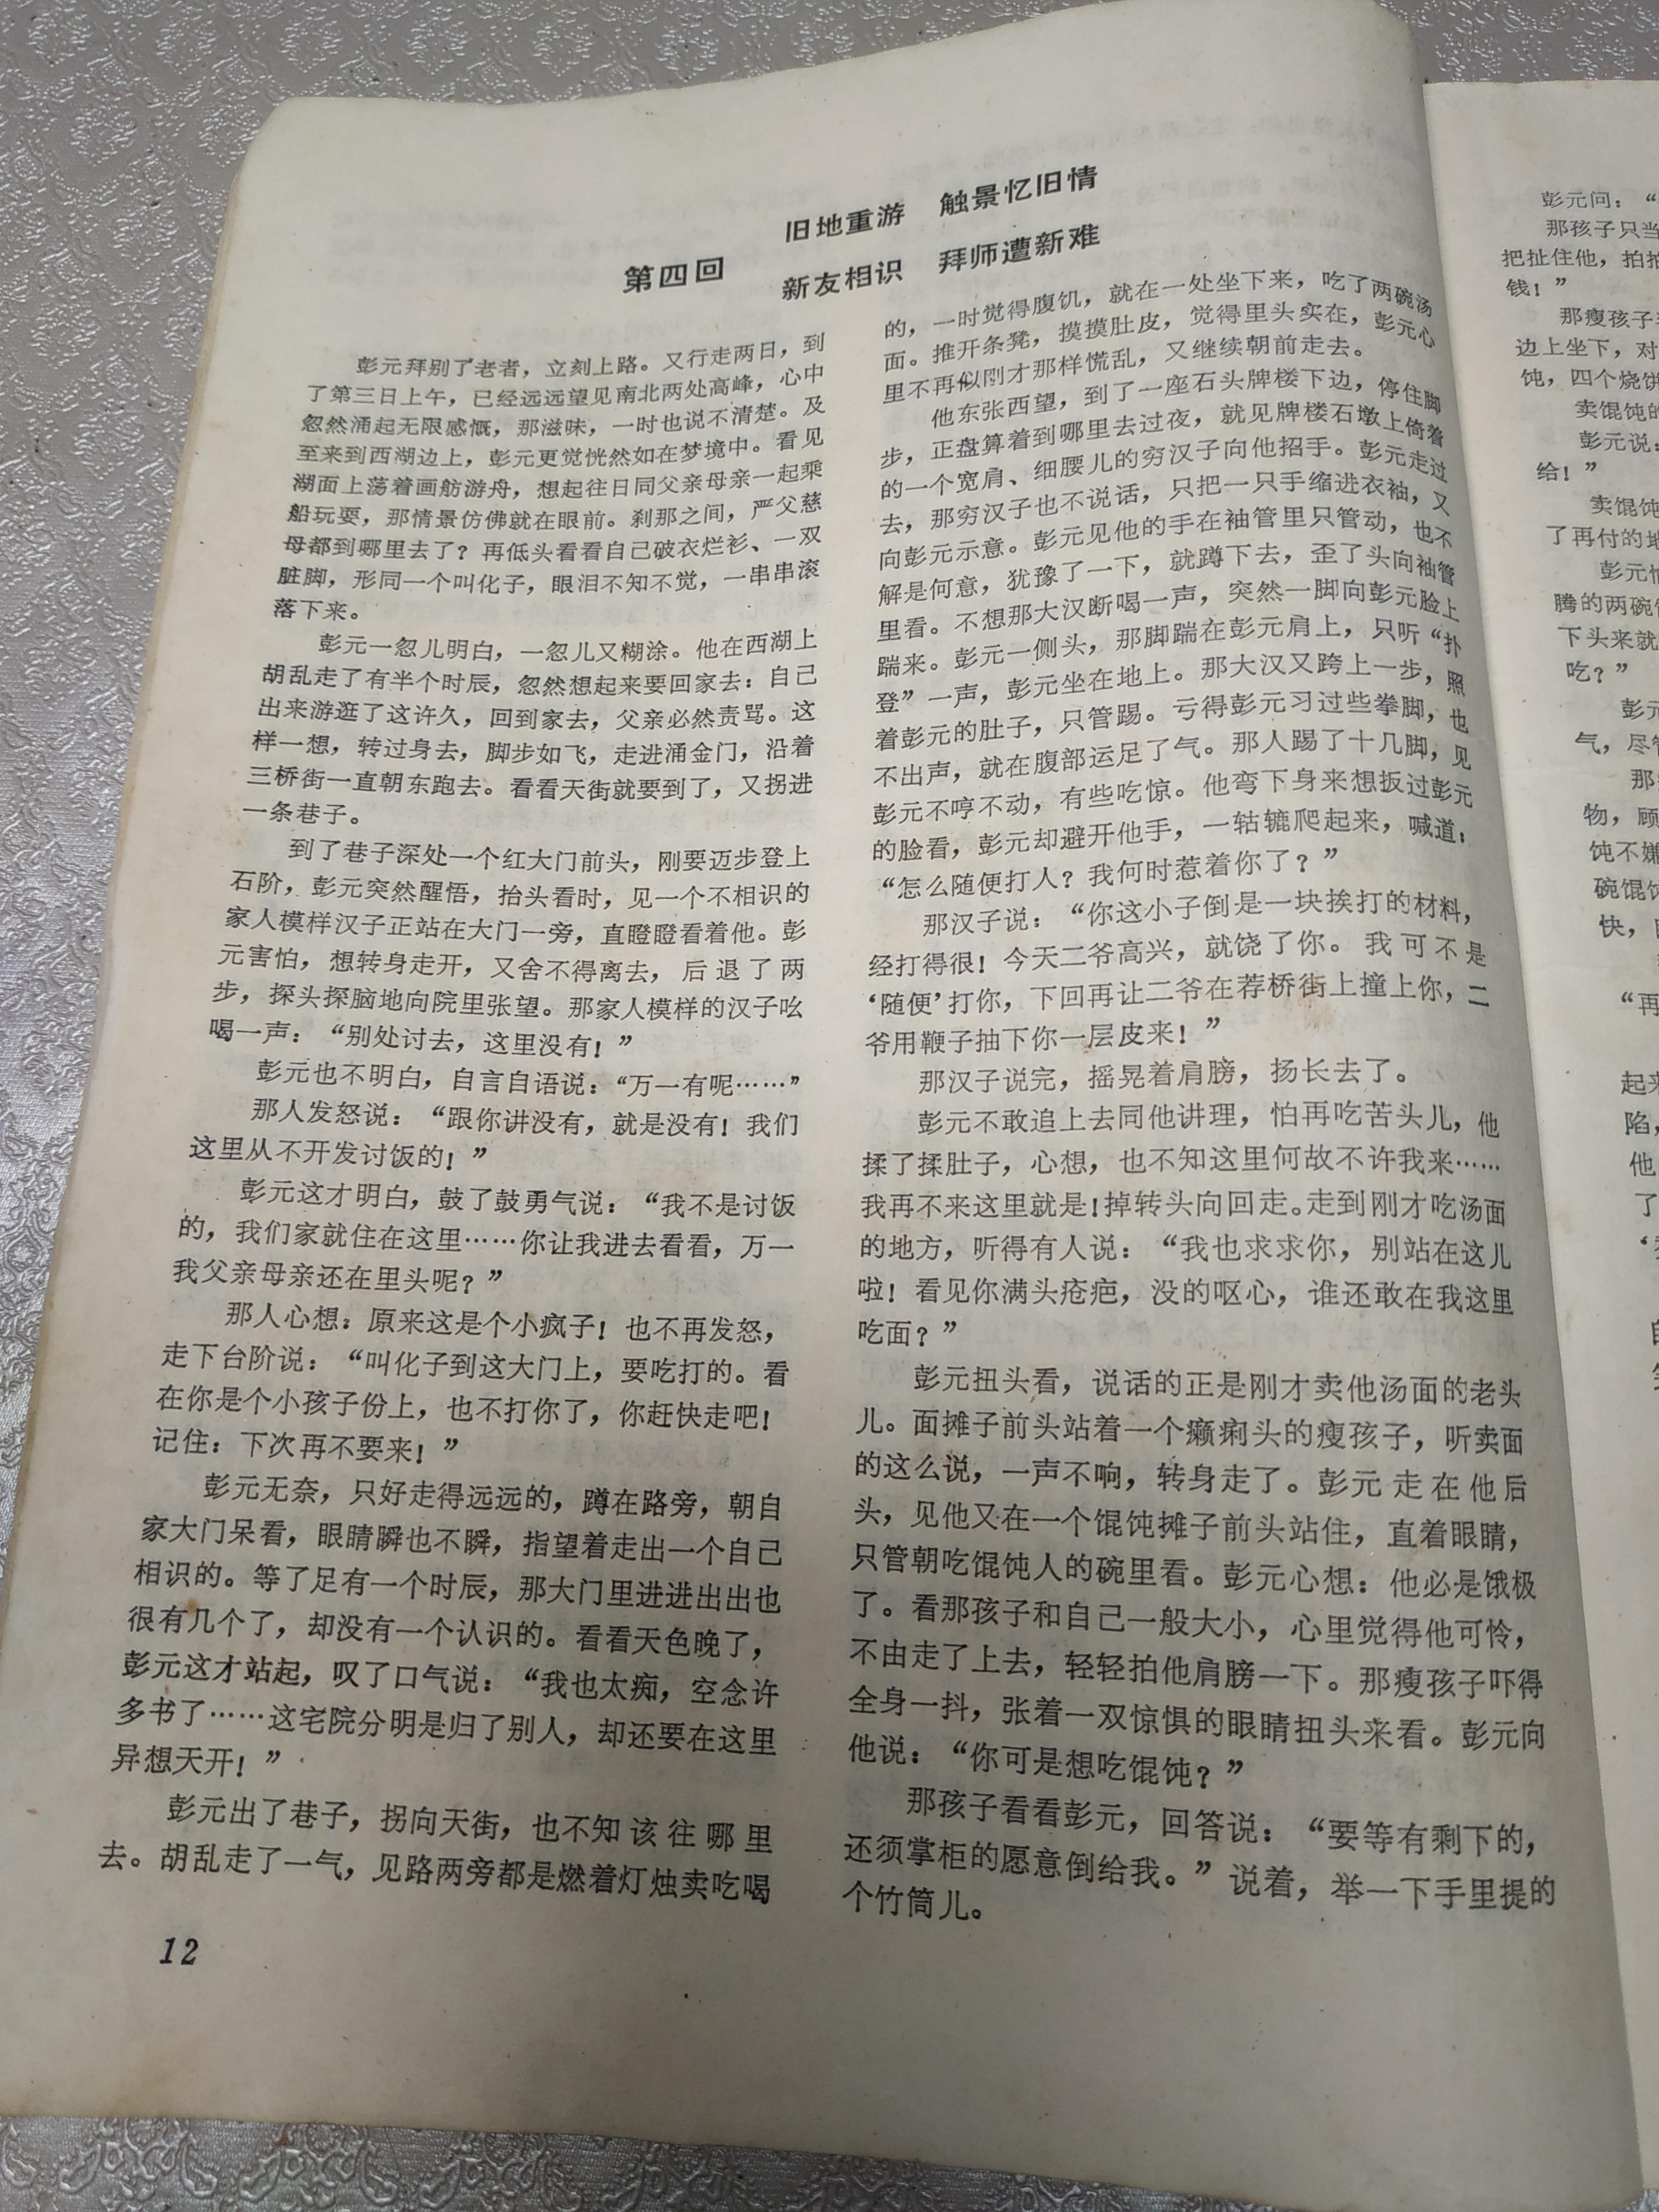 第四回
旧地重游　触景忆旧情
新友相识　拜师遭新难
彭元拜别了老者，立刻上路。又行走两日，到
了第三日上午，已经远远望见南北两处高峰，心中
忽然涌起无限感慨，那滋味，一时也说不清楚。及
至来到西湖边上，彭元更觉恍然如在梦境中。看见
湖面上荡着画舫游舟，想起往日同父亲母亲一起乘
船玩耍，那情景仿佛就在眼前。刹那之间，严父慈
母都到哪里去了？再低头看看自己破衣烂衫、一双
脏脚，形同一个叫化子，眼泪不知不觉，一串串滚
落下来。
彭元一忽儿明白，一忽儿又糊涂。他在西湖上
胡乱走了有半个时辰，忽然想起来要回家去：自己
出来游逛了这许久，回到家去，父亲必然责骂。这
样一想，转过身去，脚步如飞，走进涌金门，沿着
三桥街一直朝东跑去。看看天街就要到了，又拐进
一条巷子。
到了巷子深处一个红大门前头，刚要迈步登上
石阶，彭元突然醒悟，抬头看时，见一个不相识的
家人模样汉子正站在大门一旁，直瞪瞪看着他。彭
元害怕，想转身走开，又舍不得离去，后退了两
步，探头探脑地向院里张望。那家人模样的汉子吆
喝一声：“别处讨去，这里没有！”
彭元也不明白，自言自语说：“万一有呢……”
那人发怒说：“跟你讲没有，就是没有！我们
这里从不开发讨饭的！”
彭元这才明白，鼓了鼓勇气说：“我不是讨饭
的，我们家就住在这里……你让我进去看看，万一
我父亲母亲还在里头呢？”
那人心想：原来这是个小疯子！也不再发怒，
走下台阶说：“叫化子到这大门上，要吃打的。看
在你是个小孩子份上，也不打你了，你赶快走吧！
记住：下次再不要来！”
彭元无奈，只好走得远远的，蹲在路旁，朝自
家大门呆看，眼睛瞬也不瞬，指望着走出一个自己
相识的。等了足有一个时辰，那大门里进进出出也
很有几个了，却没有一个认识的。看看天色晚了，
彭元这才站起，叹了口气说：“我也太痴，空念许
多书了……这宅院分明是归了别人，却还要在这里
异想天开！”
彭元出了巷子，拐向天街，也不知该往哪里
去。胡乱走了一气，见路两旁都是燃着灯烛卖吃喝
的，一时觉得腹饥，就在一处坐下来，吃了两碗汤
面。推开条凳，摸摸肚皮，觉得里头实在，彭元心
里不再似刚才那样慌乱，又继续朝前走去。
他东张西望，到了一座石头牌楼下边，停住脚
步，正盘算着到哪里去过夜，就见牌楼石墩上倚着
的一个宽肩、细腰儿的穷汉子向他招手。彭元走过
去，那穷汉子也不说话，只把一只手缩进衣袖，又
向彭元示意。彭元见他的手在袖管里只管动，也不
解是何意，犹豫了一下，就蹲下去，歪了头向袖管
里看。不想那大汉断喝一声，突然一脚向彭元脸上
踹来。彭元一侧头，那脚踹在彭元肩上，只听“扑
登”一声，彭元坐在地上。那大汉又跨上一步，照
着彭元的肚子，只管踢。亏得彭元习过些拳脚，也
不出声，就在腹部运足了气。那人踢了十几脚，见
彭元不哼不动，有些吃惊。他弯下身来想扳过彭元
的脸看，彭元却避开他手，一轱辘爬起来，喊道：
“怎么随便打人？我何时惹着你了？”
那汉子说：“你这小子倒是一块挨打的材料，
经打得很！今天二爷高兴，就饶了你。我可不是
‘随便’打你，下回再让二爷在荐桥街上撞上你，二
爷用鞭子抽下你一层皮来！”
那汉子说完，摇晃着肩膀，扬长去了。
彭元不敢追上去同他讲理，怕再吃苦头儿，他
揉了揉肚子，心想，也不知这里何故不许我来……
我再不来这里就是！掉转头向回走。走到刚才吃汤面
的地方，听得有人说：“我也求求你，别站在这儿
啦！看见你满头疮疤，没的呕心，谁还敢在我这里
吃面？”
彭元扭头看，说话的正是刚才卖他汤面的老头
儿。面摊子前头站着一个癞痢头的瘦孩子，听卖面
的这么说，一声不响，转身走了。彭元走在他后
头，见他又在一个馄饨摊子前头站住，直着眼睛，
只管朝吃馄饨人的碗里看。彭元心想：他必是饿极
了。看那孩子和自己一般大小，心里觉得他可怜，
不由走了上去，轻轻拍他肩膀一下。那瘦孩子吓得
全身一抖，张着一双惊惧的眼睛扭头来看。彭元向
他说：“你可是想吃馄饨？”
那孩子看看彭元，回答说：“要等有剩下的，
还须掌柜的愿意倒给我。”说着，举一下手里提的
个竹筒儿。
12
彭元问：“
那孩子只当
把扯住他，拍拍
钱！”
那瘦孩子
边上坐下，对
饨，四个烧饼
卖馄饨的
彭元说：
给！”
卖馄饨
了再付的地
彭元
腾的两碗
下头来就
吃？”
彭元
气，尽管
那
物，顾
饨不嫌
碗馄饨
快，
“再
起来
陷，
他
了